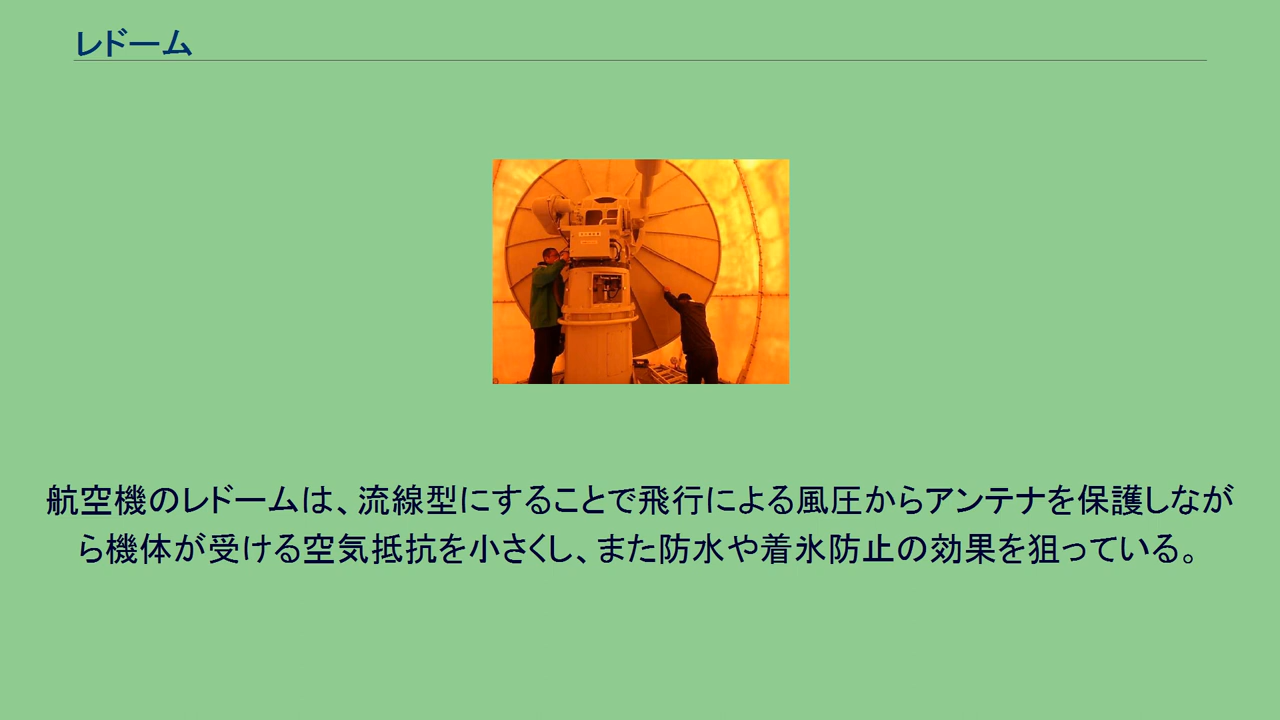 レドーム
航空機のレドームは、流線型にすることで飛行による風圧からアンテナを保護しなが
ら機体が受ける空気抵抗を小さくし、また防水や着氷防止の効果を狙っている。